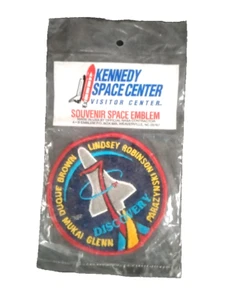 KENNEDY
SPACE CENTER
VISITOR CENTER
SOUVENIR SPACE EMBLEM
BROWN LINDSEY ROBINSON PARAZYNSKI
DUQUE MUKAI GLENN
DISCOVERY